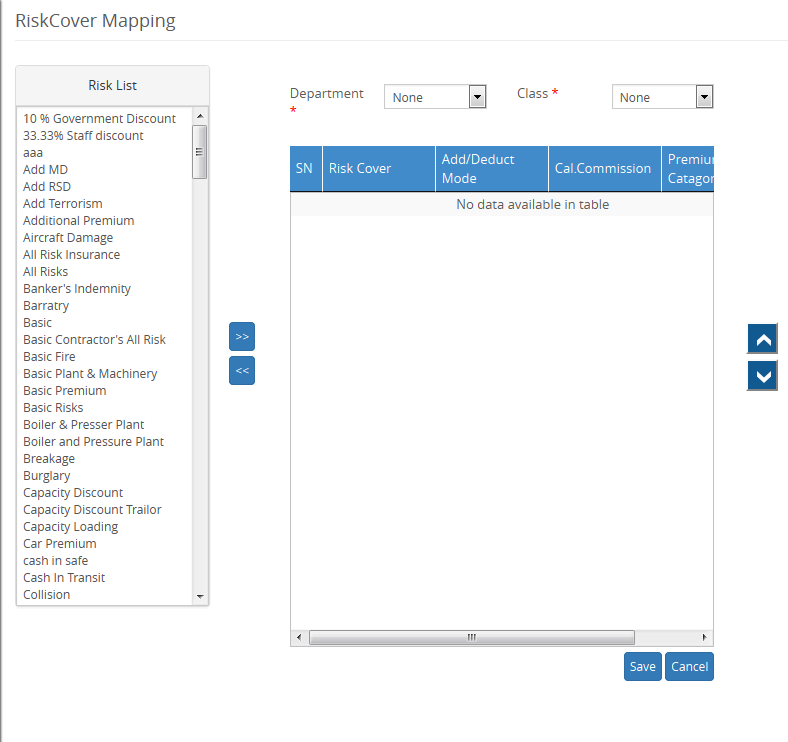 RiskCover Mapping
Risk List
10 % Government Discount
33.33% Staff discount
aaa
Add MD
Add RSD
Add Terrorism
Additional Premium
Aircraft Damage
All Risk Insurance
All Risks
Banker's Indemnity
Barratry
Basic
Basic Contractor's All Risk
Basic Fire
Basic Plant & Machinery
Basic Premium
Basic Risks
Boiler & Presser Plant
Boiler and Pressure Plant
Breakage
Burglary
Capacity Discount
Capacity Discount Trailor
Capacity Loading
Car Premium
cash in safe
Cash In Transit
Collision
>>
<<
Department * None Class * None
SN Risk Cover Add/Deduct Mode Cal.Commission Premiu Catagor
No data available in table
Save Cancel